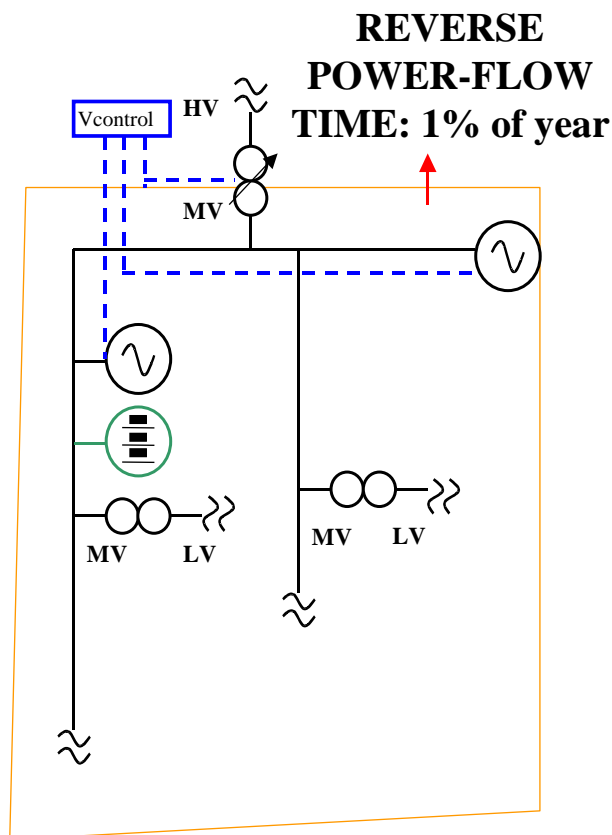 REVERSE
POWER-FLOW
TIME: 1% of year
Vcontrol
HV
MV
MV
LV
MV
LV